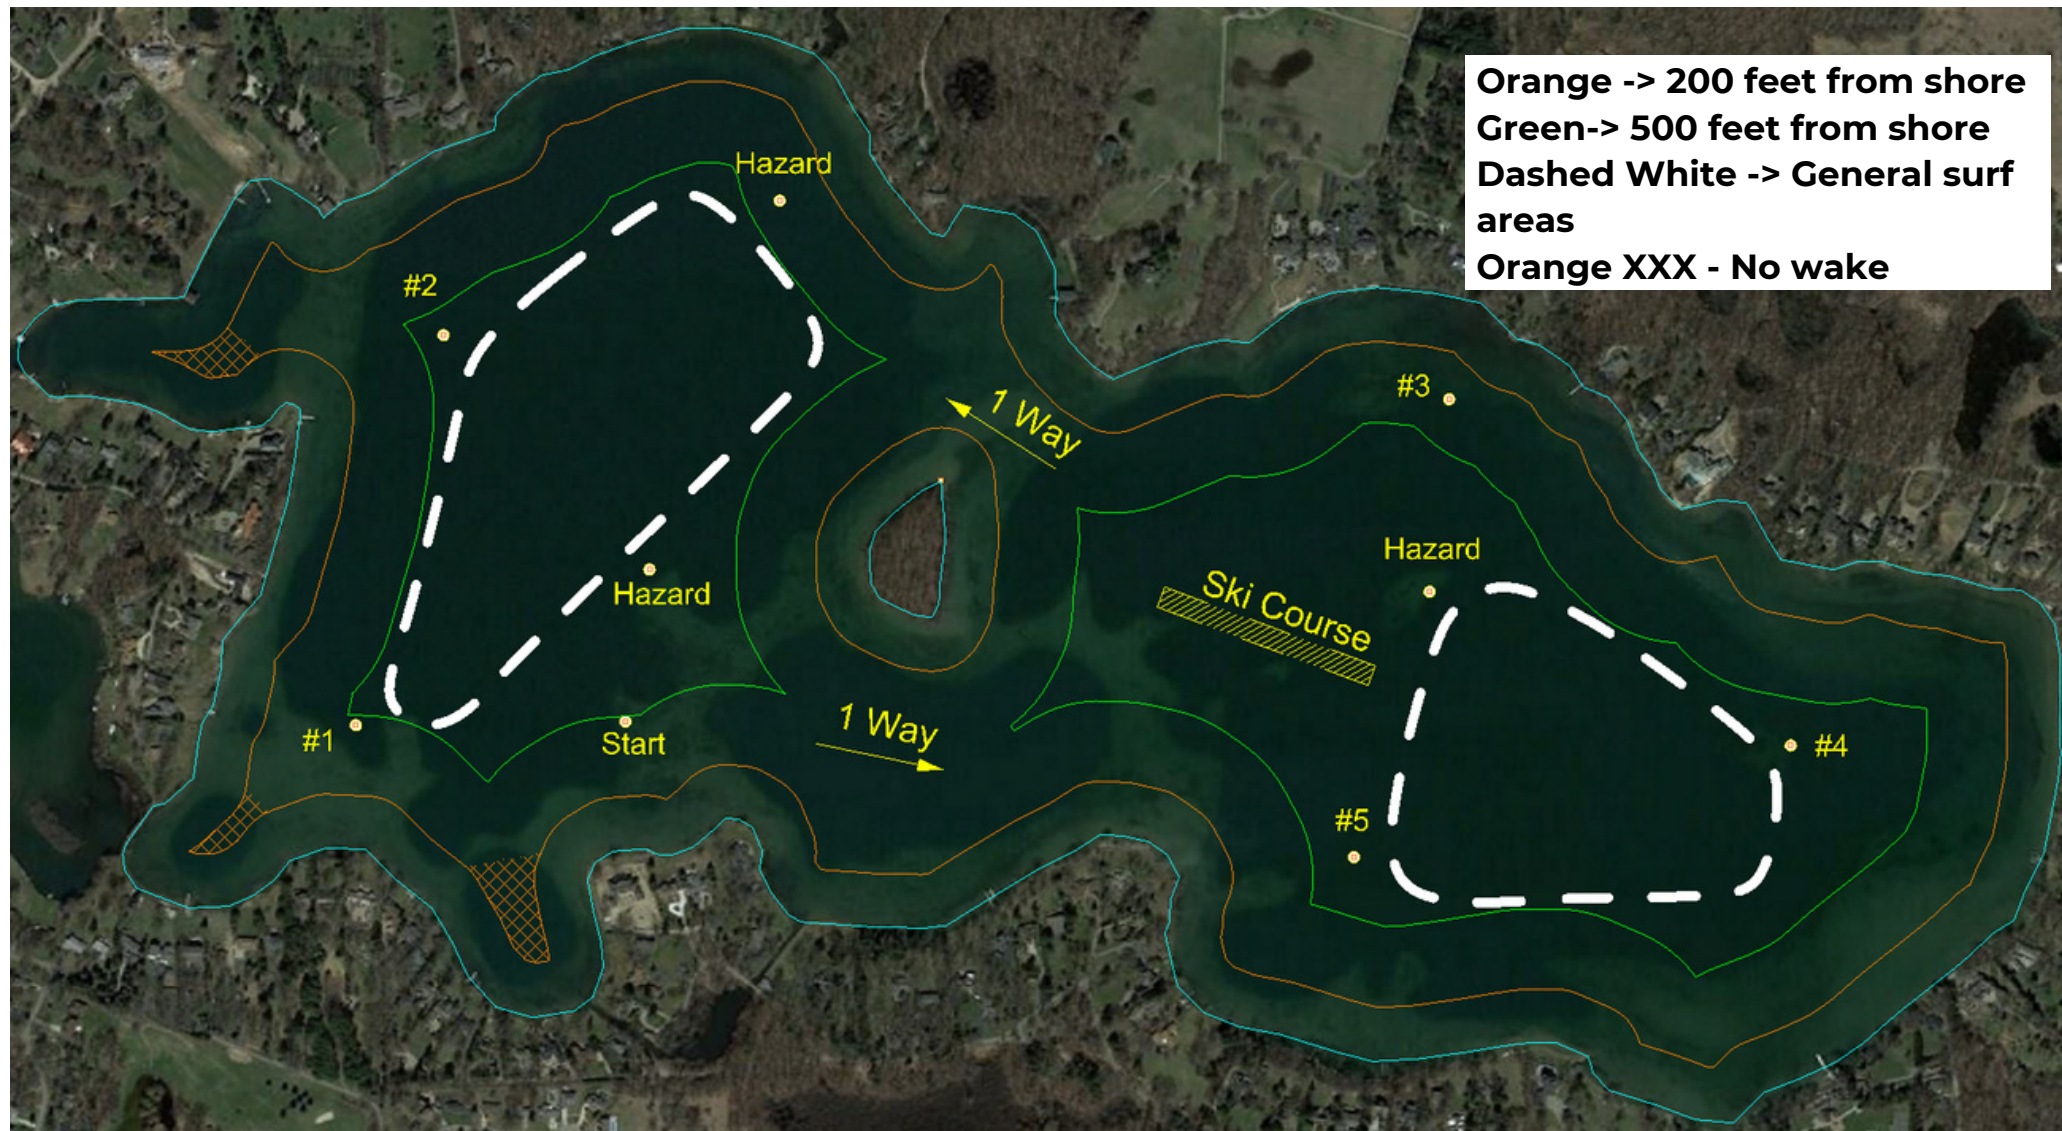 Orange -> 200 feet from shore
Green-> 500 feet from shore
Dashed White -> General surf
areas
Orange XXX - No wake
Hazard
#2
#3
1 Way
Hazard
Ski Course
Hazard
#1
Start
1 Way
#4
#5